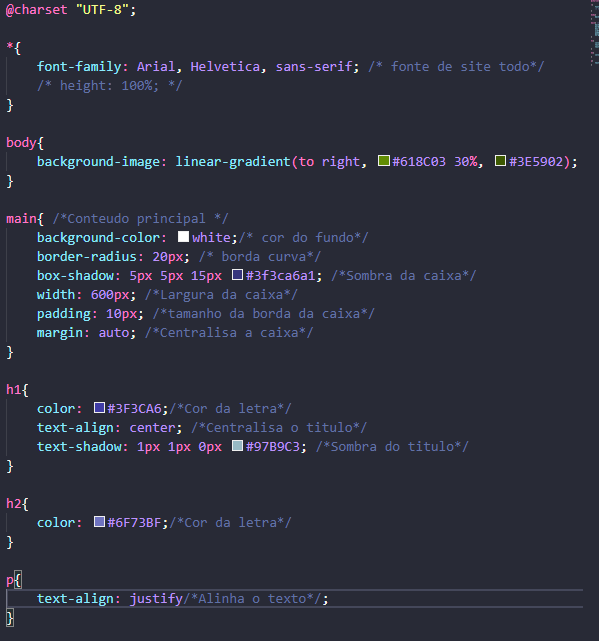 @charset "UTF-8";
*{
font-family: Arial, Helvetica, sans-serif; /* fonte de site todo*/
/* height: 100%; */
}
body{
background-image: linear-gradient(to right, #618C03 30%, #3E5902);
}
main{ /*Conteudo principal */
background-color: white;/* cor do fundo*/
border-radius: 20px; /* borda curva*/
box-shadow: 5px 5px 15px #3f3ca6a1; /*Sombra da caixa*/
width: 600px; /*Largura da caixa*/
padding: 10px; /*tamanho da borda da caixa*/
margin: auto; /*Centralisa a caixa*/
}
h1{
color: #3F3CA6;/*Cor da letra*/
text-align: center; /*Centralisa o titulo*/
text-shadow: 1px 1px 0px #97B9C3; /*Sombra do titulo*/
}
h2{
color: #6F73BF;/*Cor da letra*/
}
p{
text-align: justify/*Alinha o texto*/;
}